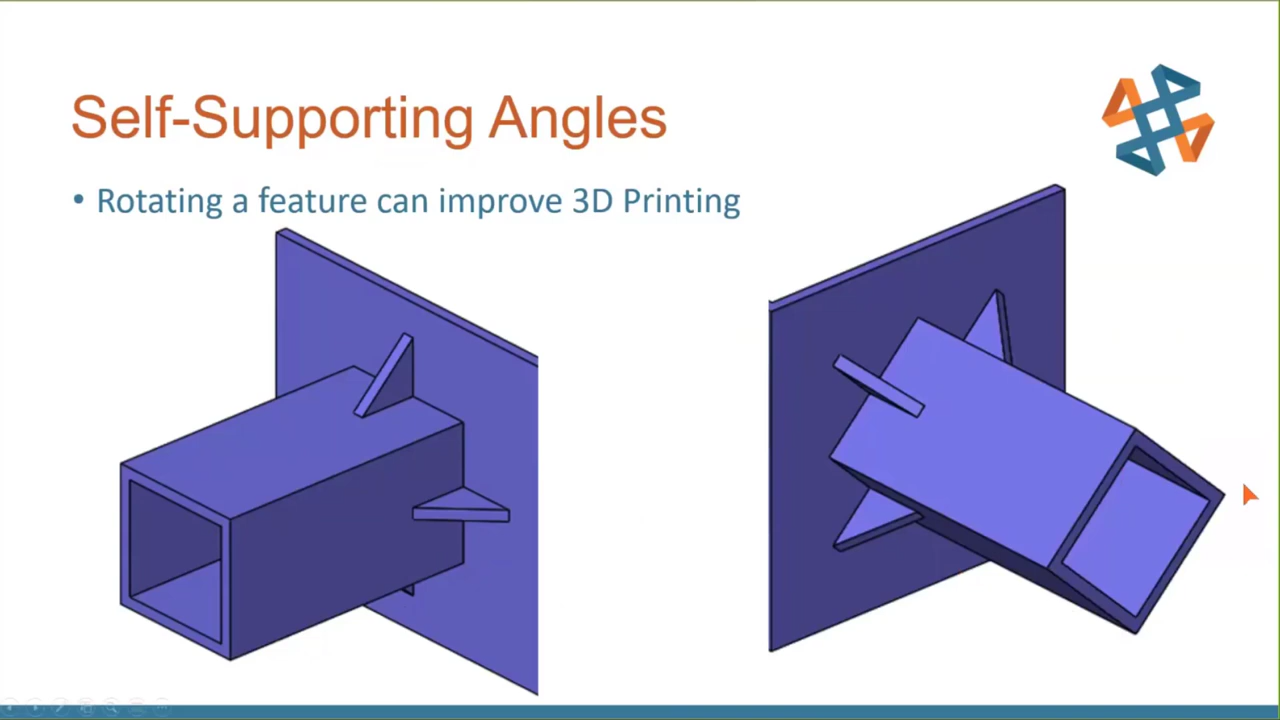 Self-Supporting Angles
• Rotating a feature can improve 3D Printing